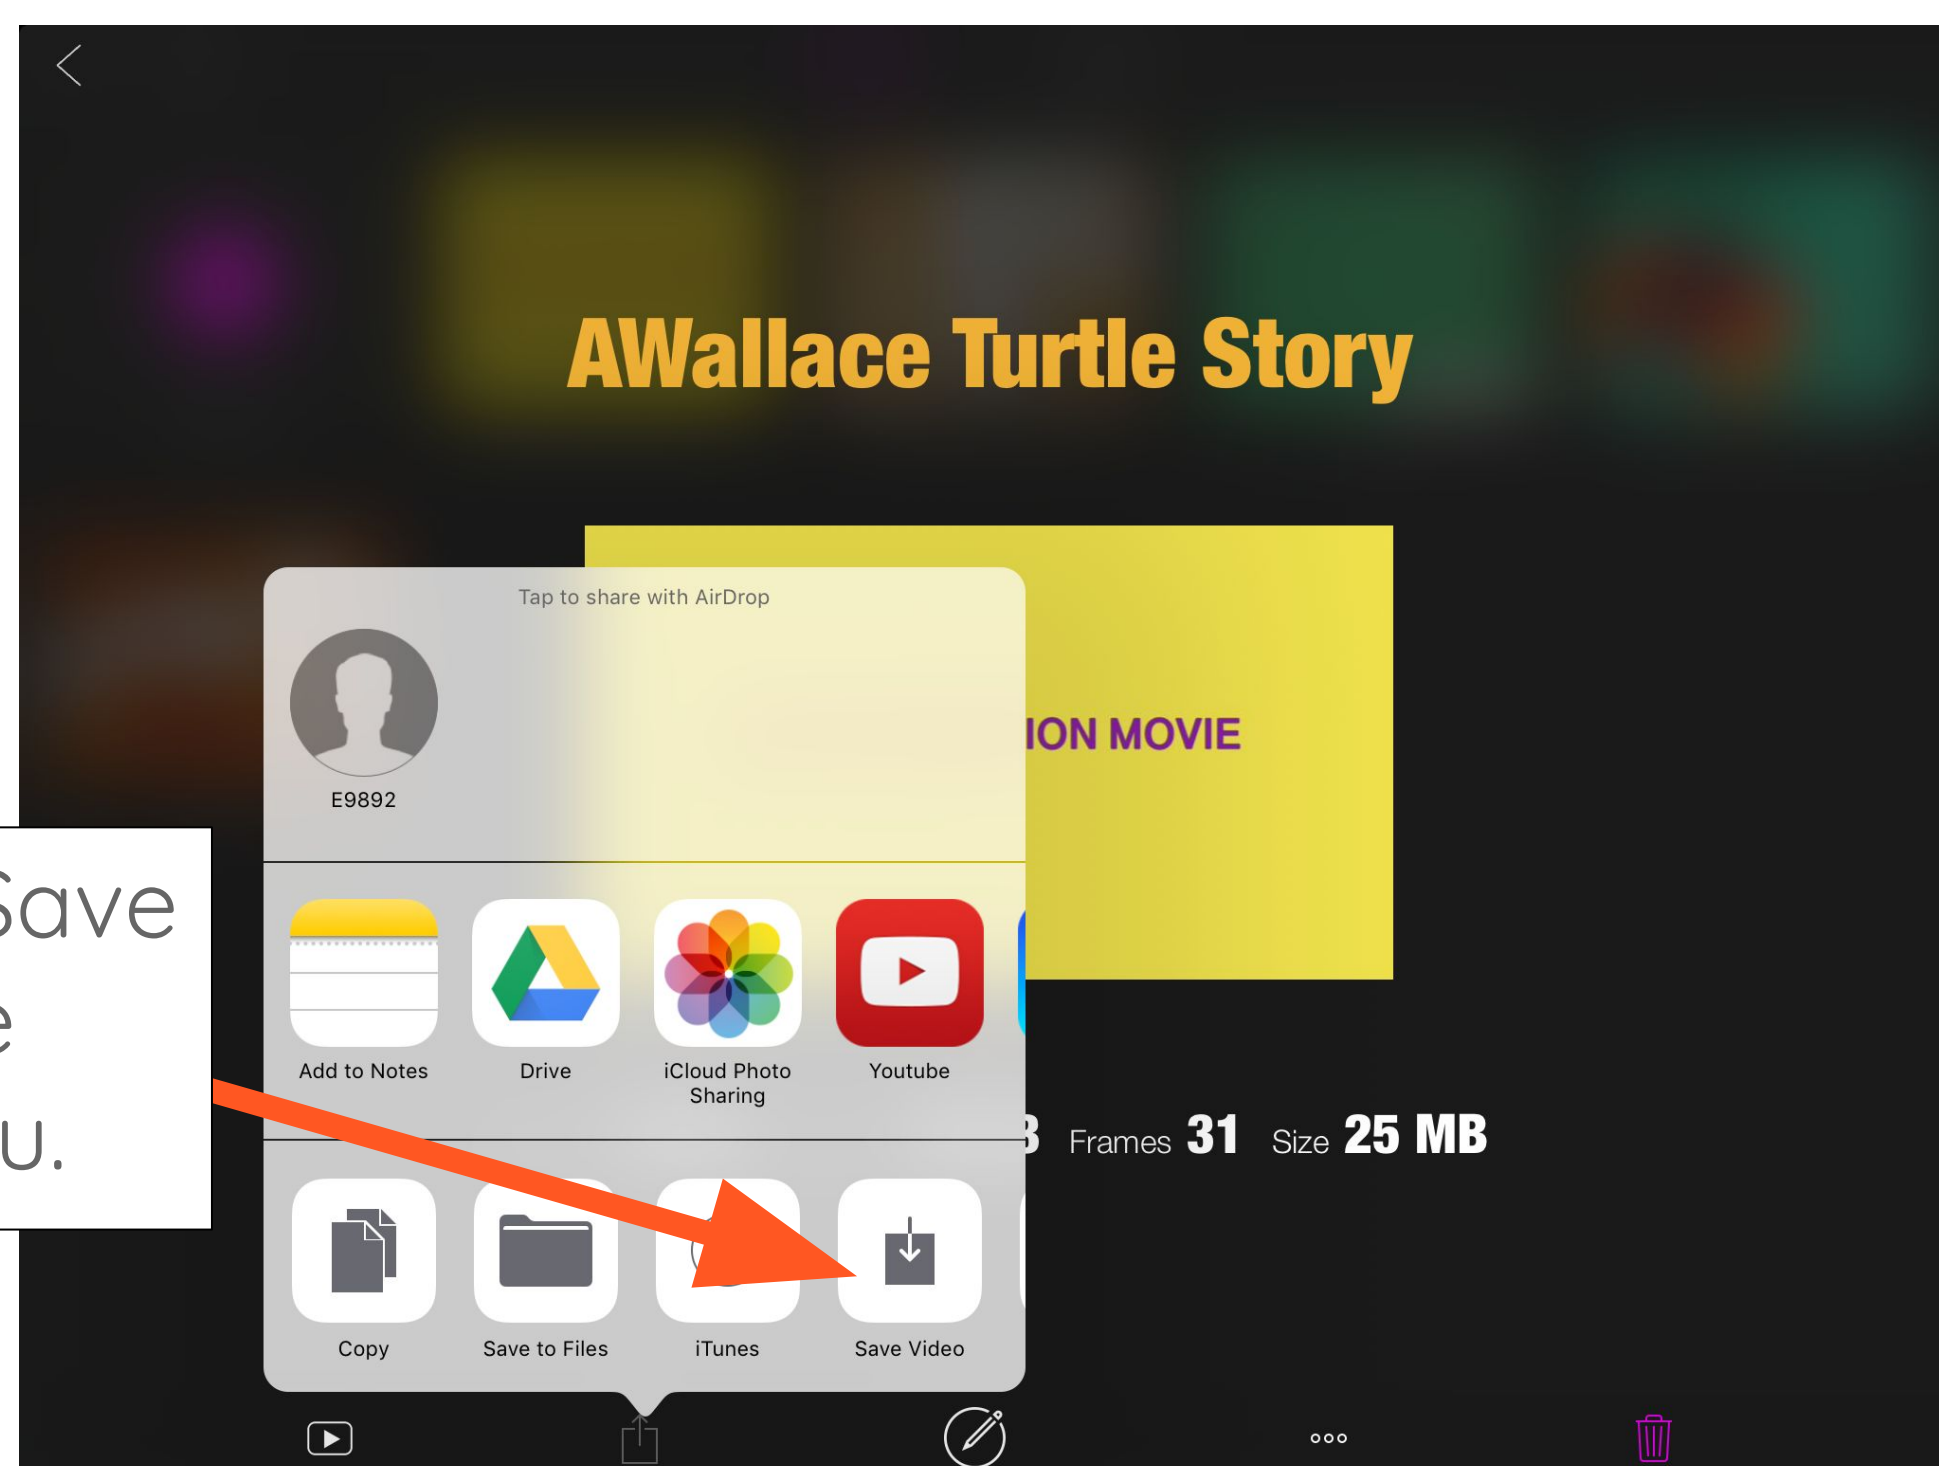 AWallace Turtle Story
Tap to share with AirDrop
E9892
ION MOVIE
Save
u.
Add to Notes
Drive
iCloud Photo
Sharing
Youtube
Frames 31 Size 25 MB
Copy
Save to Files
iTunes
Save Video